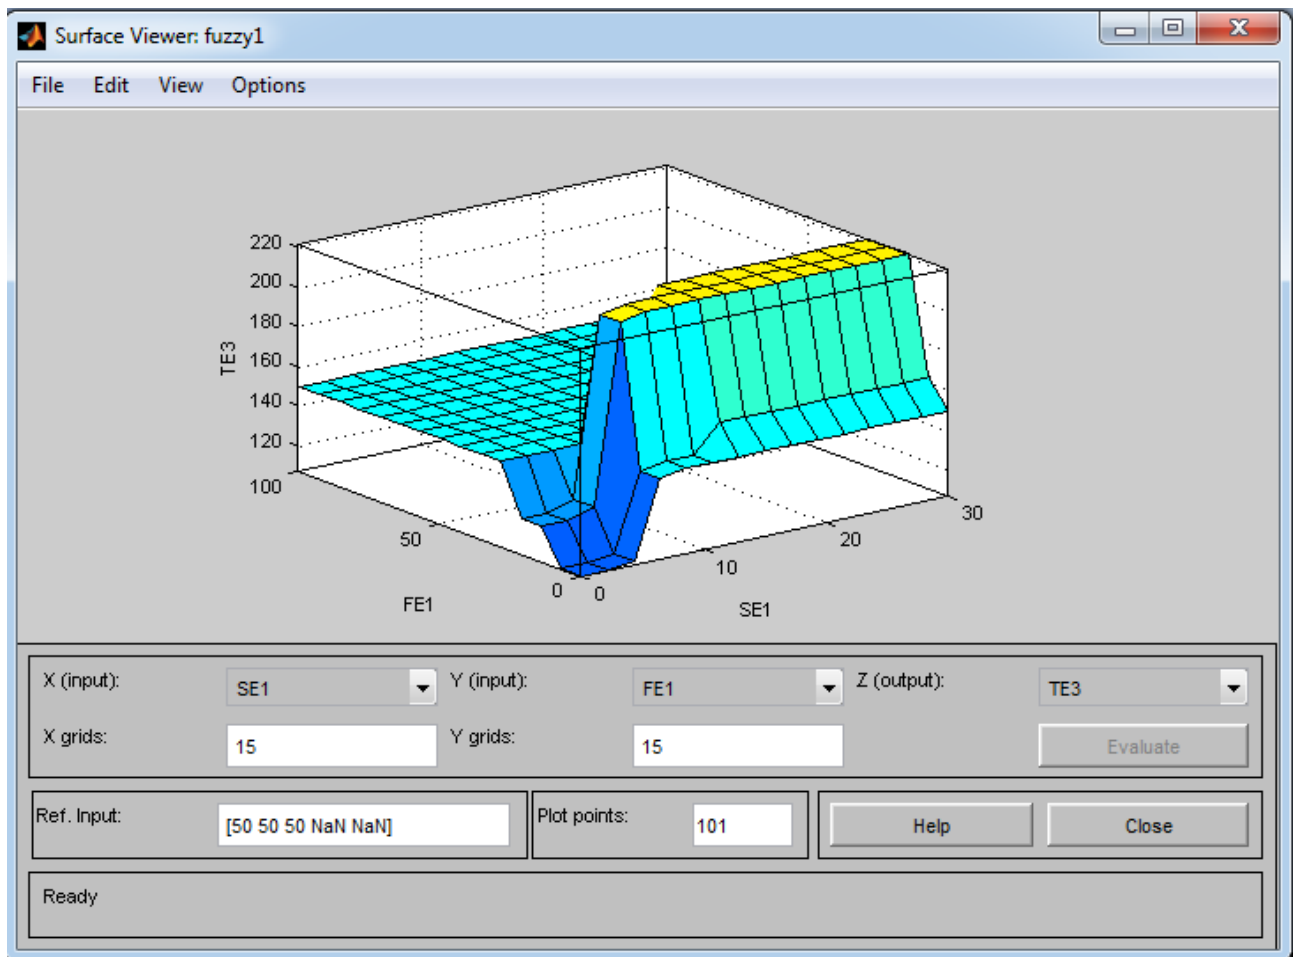 Surface Viewer: fuzzy1
File Edit View Options
220
200
180
160
140
120
TE3
100
50
0
FE1
0
10
20
30
SE1
X (input): SE1 Y (input): FE1 Z (output): TE3
X grids: 15 Y grids: 15 Evaluate
Ref. Input: [50 50 50 NaN NaN] Plot points: 101 Help Close
Ready